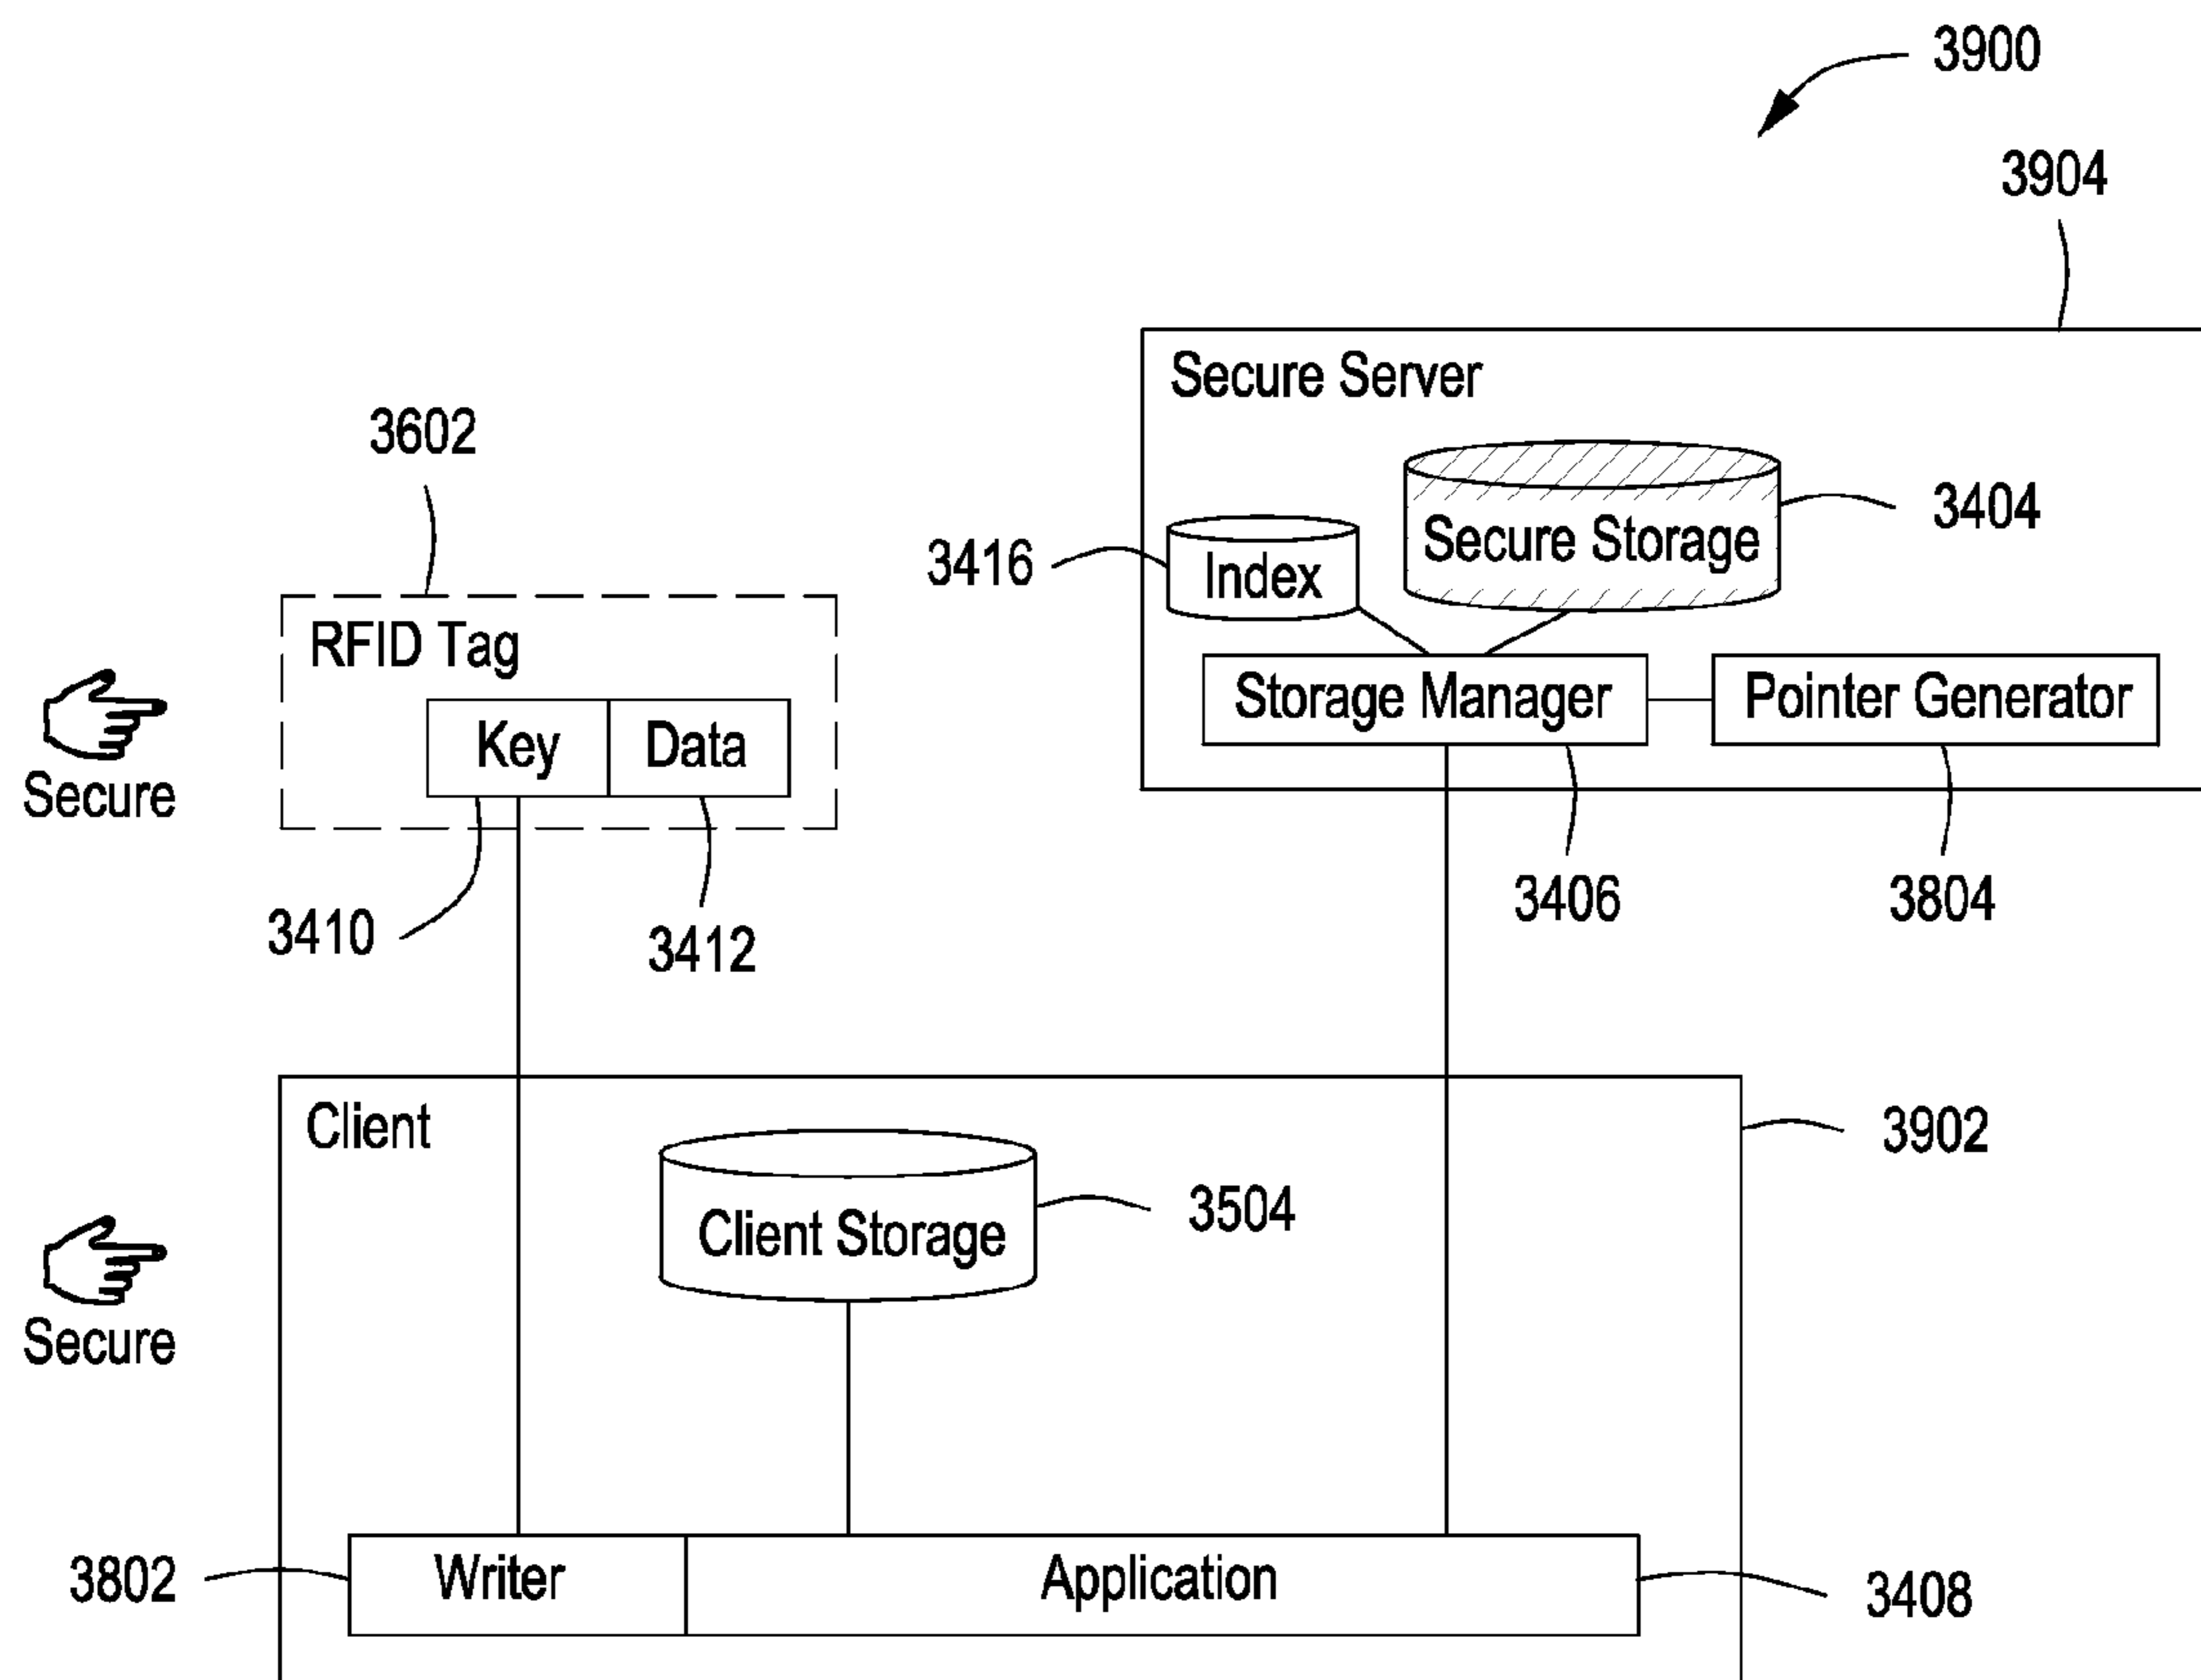 3900
3904
Secure Server
3602
3404
Secure Storage
3416
Index
RFID Tag
Storage Manager
Pointer Generator
Key
Data
Secure
3406
3804
3410
3412
Client
3902
3504
Client Storage
Secure
3802
Writer
Application
3408